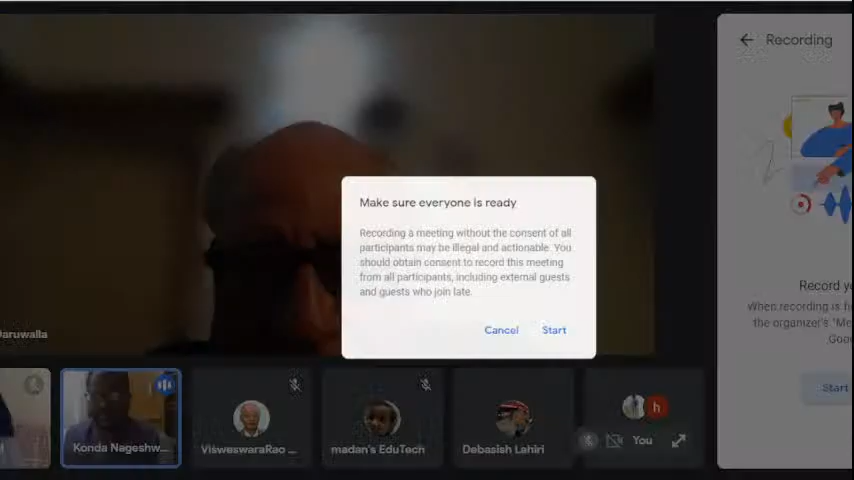 Recording
Make sure everyone is ready
Recording a meeting without the consent of all
participants may be illegal and actionable. You
should obtain consent to record this meeting
from all participants, including external guests
and guests who join late.
Cancel
Start
Record yo
When recording is fi
the organizer's "Me
Goo
Start
Daruwalla
Konda Nageshw...
VisweswaraRao ...
madan's EduTech
Debasish Lahiri
h
You